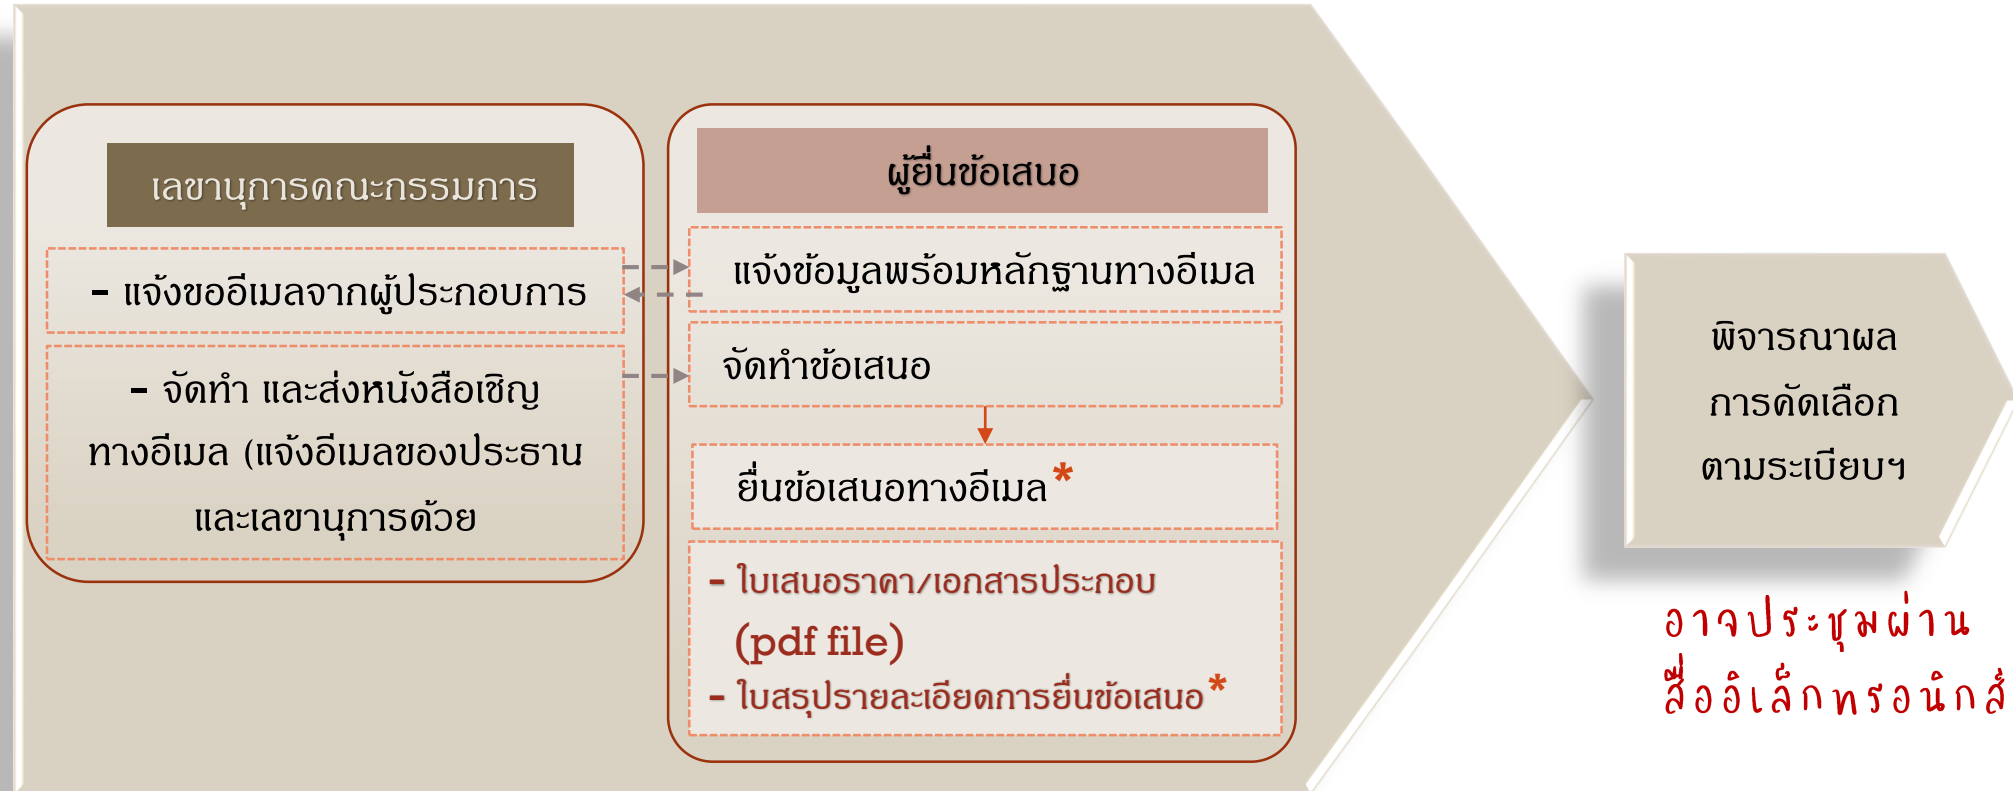 เลขานุการคณะกรรมการ
- แจ้งขออีเมลจากผู้ประกอบการ
- จัดทำ และส่งหนังสือเชิญ
ทางอีเมล (แจ้งอีเมลของประธาน
และเลขานุการด้วย
ผู้ยื่นข้อเสนอ
แจ้งข้อมูลพร้อมหลักฐานทางอีเมล
จัดทำข้อเสนอ
ยื่นข้อเสนอทางอีเมล*
- ใบเสนอราคา/เอกสารประกอบ
(pdf file)
- ใบสรุปรายละเอียดการยื่นข้อเสนอ*
พิจารณาผล
การคัดเลือก
ตามระเบียบฯ
อาจประชุมผ่าน
สื่ออิเล็กทรอนิกส์